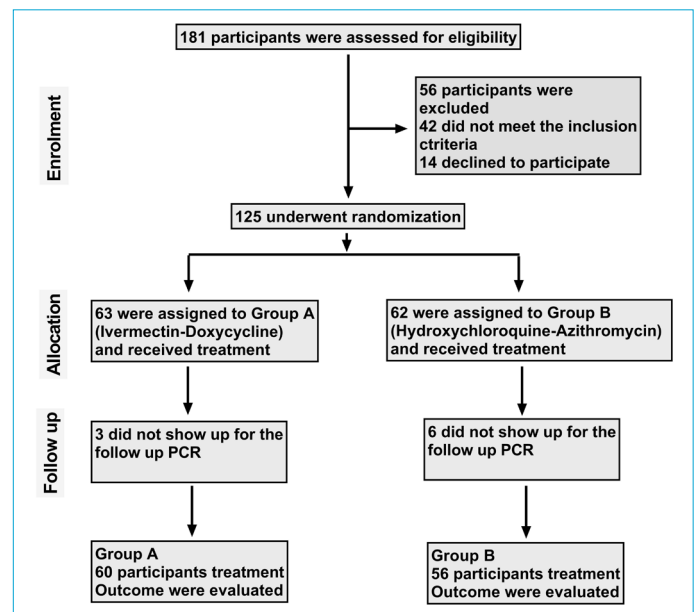 181 participants were assessed for eligibility
Enrolment
56 participants were
excluded
42 did not meet the inclusion
ctriteria
14 declined to participate
125 underwent randomization
Allocation
63 were assigned to Group A
(Ivermectin-Doxycycline)
and received treatment
62 were assigned to Group B
(Hydroxychloroquine-Azithromycin)
and received treatment
Follow up
3 did not show up for the
follow up PCR
6 did not show up for the
follow up PCR
Group A
60 participants treatment
Outcome were evaluated
Group B
56 participants treatment
Outcome were evaluated